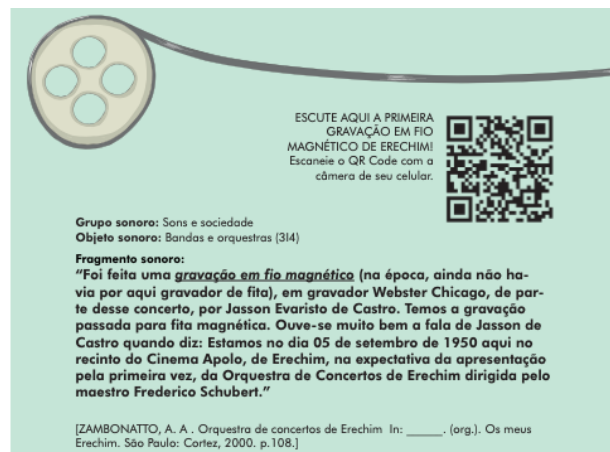 ESCUTE AQUI A PRIMEIRA
GRAVAÇÃO EM FIO
MAGNÉTICO DE ERECHIM!
Escaneie o QR Code com a
câmera de seu celular.
Grupo sonoro: Sons e sociedade
Objeto sonoro: Bandas e orquestras (3I4)
Fragmento sonoro:
“Foi feita uma gravação em fio magnético (na época, ainda não ha-
via por aqui gravador de fita), em gravador Webster Chicago, de par-
te desse concerto, por Jasson Evaristo de Castro. Temos a gravação
passada para fita magnética. Ouve-se muito bem a fala de Jasson de
Castro quando diz: Estamos no dia 05 de setembro de 1950 aqui no
recinto do Cinema Apolo, de Erechim, na expectativa da apresentação
pela primeira vez, da Orquestra de Concertos de Erechim dirigida pelo
maestro Frederico Schubert.”
[ZAMBONATTO, A. A . Orquestra de concertos de Erechim In: ______. (org.). Os meus
Erechim. São Paulo: Cortez, 2000. p.108.]